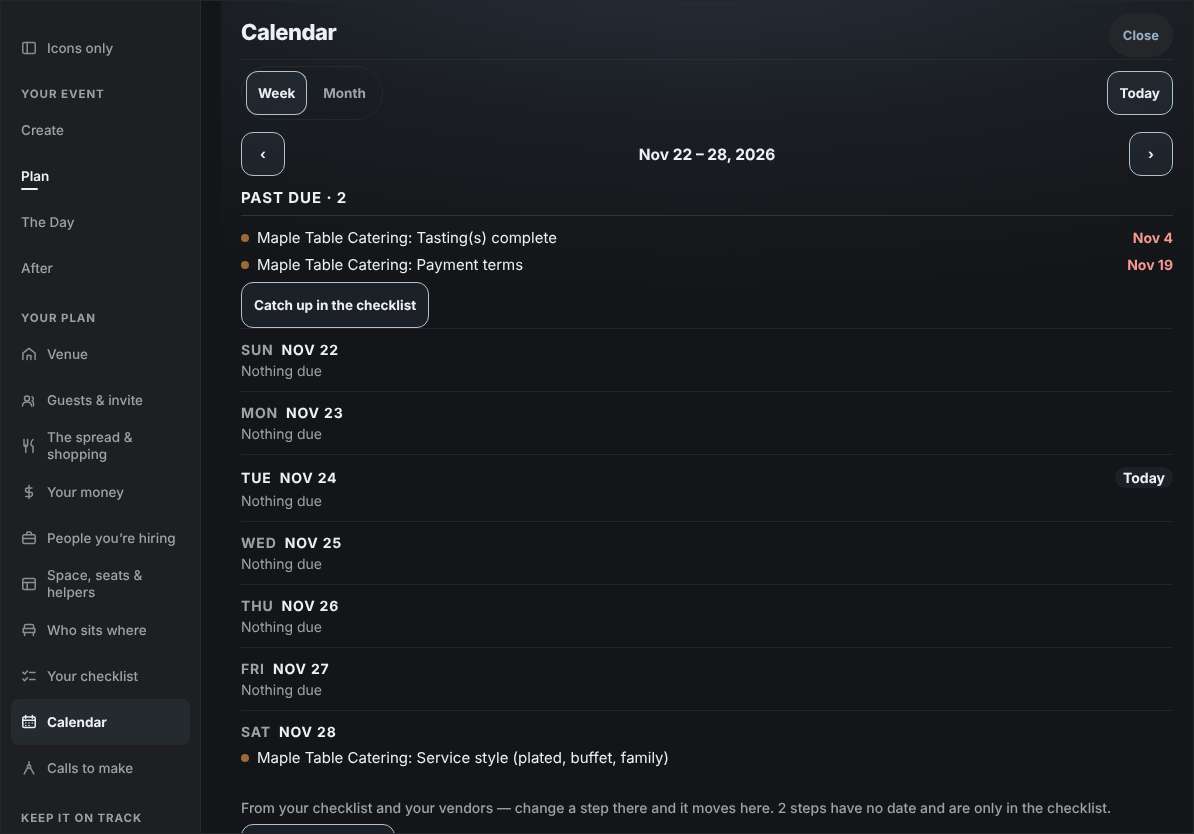 Icons only
YOUR EVENT
Create
Plan
The Day
After
YOUR PLAN
Venue
Guests & invite
The spread &
shopping
Your money
People you’re hiring
Space, seats &
helpers
Who sits where
Your checklist
Calendar
Calls to make
KEEP IT ON TRACK
Calendar
Close
Week Month Today
‹ Nov 22 – 28, 2026 ›
PAST DUE · 2
Maple Table Catering: Tasting(s) complete Nov 4
Maple Table Catering: Payment terms Nov 19
Catch up in the checklist
SUN NOV 22
Nothing due
MON NOV 23
Nothing due
TUE NOV 24 Today
Nothing due
WED NOV 25
Nothing due
THU NOV 26
Nothing due
FRI NOV 27
Nothing due
SAT NOV 28
Maple Table Catering: Service style (plated, buffet, family)
From your checklist and your vendors — change a step there and it moves here. 2 steps have no date and are only in the checklist.